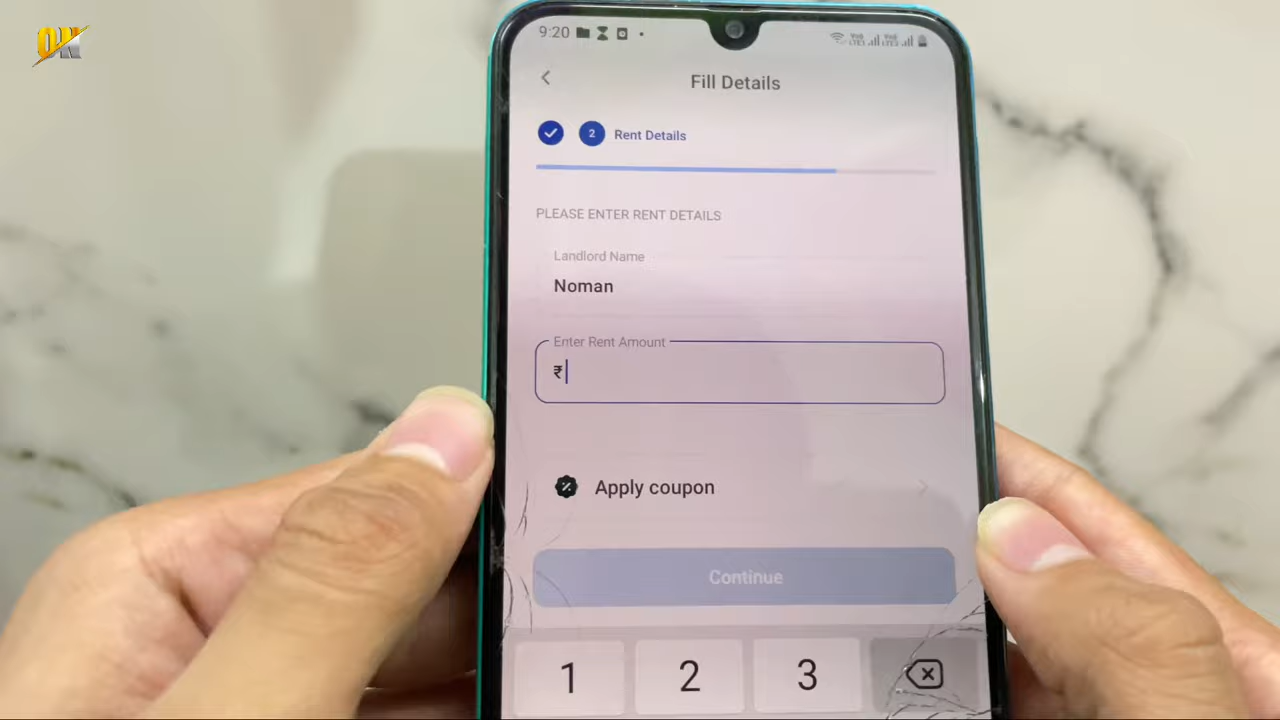 ON
9:20
Fill Details
2 Rent Details
PLEASE ENTER RENT DETAILS
Landlord Name
Noman
Enter Rent Amount
₹
Apply coupon
Continue
1 2 3